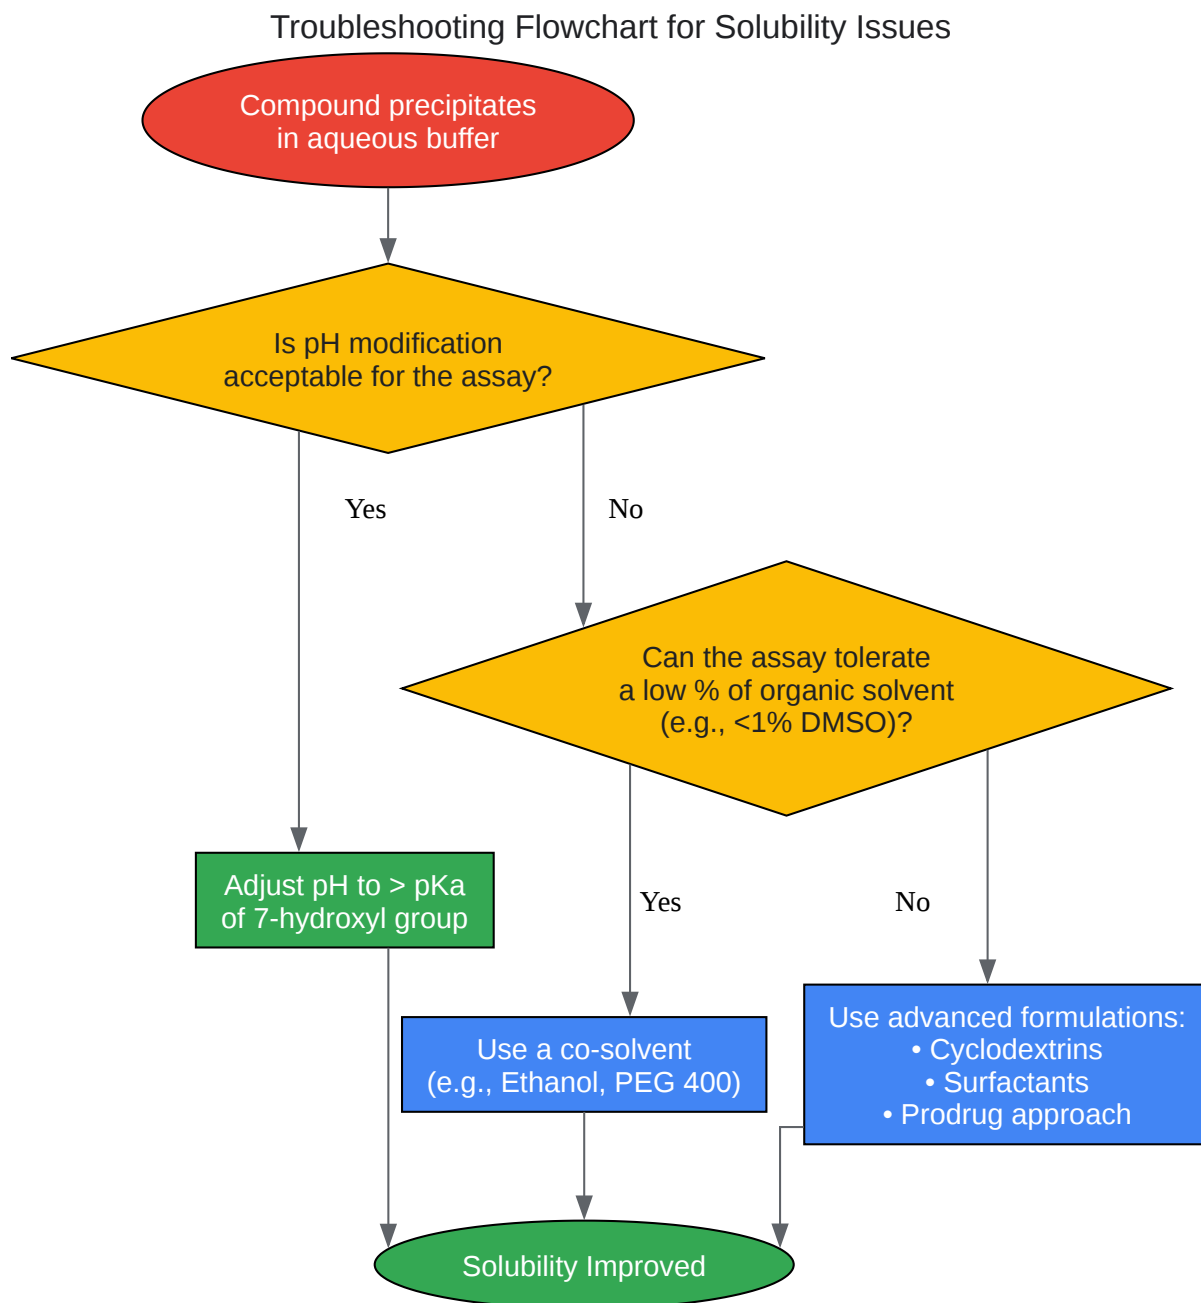 Troubleshooting Flowchart for Solubility Issues
Compound precipitates
in aqueous buffer
Is pH modification
acceptable for the assay?
Yes
No
Can the assay tolerate
a low % of organic solvent
(e.g., <1% DMSO)?
Adjust pH to > pKa
of 7-hydroxyl group
Yes
No
Use a co-solvent
(e.g., Ethanol, PEG 400)
Use advanced formulations:
• Cyclodextrins
• Surfactants
• Prodrug approach
Solubility Improved